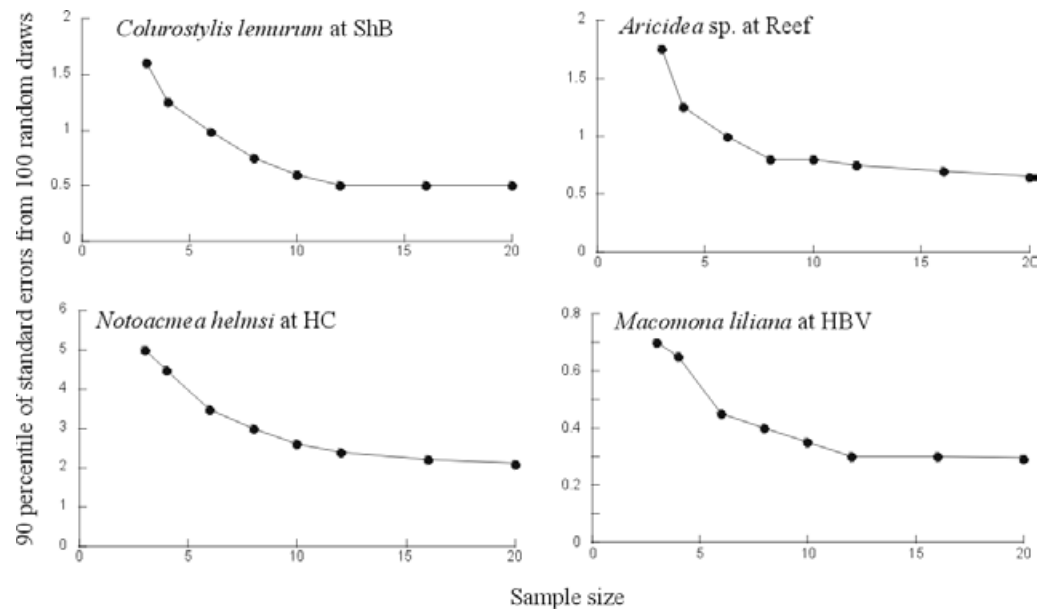 90 percentile of standard errors from 100 random draws
Colurostylis lemurum at ShB
2
1.5
1
0.5
0
0 5 10 15 20
Aricidea sp. at Reef
2
1.5
1
0.5
0
0 5 10 15 20
Notoacmea helmsi at HC
6
5
4
3
2
1
0
0 5 10 15 20
Macomona liliana at HBV
0.8
0.6
0.4
0.2
0
0 5 10 15 20
Sample size